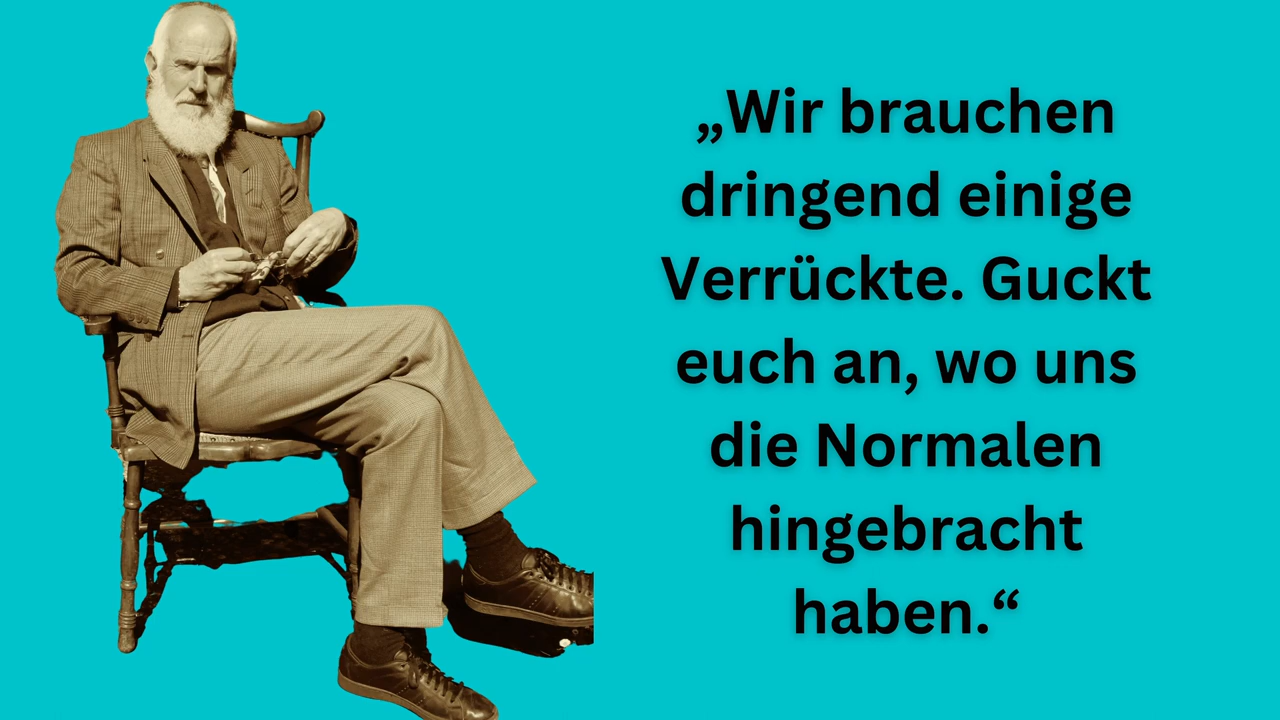 „Wir brauchen
dringend einige
Verrückte. Guckt
euch an, wo uns
die Normalen
hingebracht
haben.“